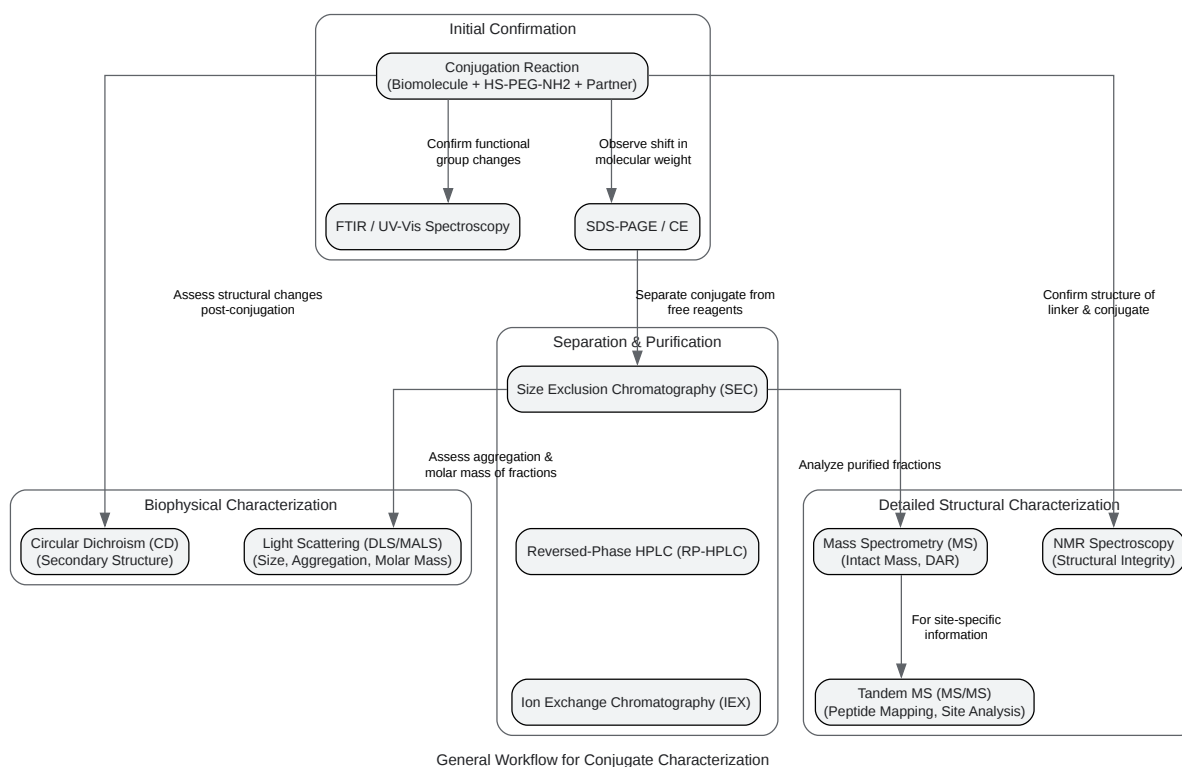 Initial Confirmation
Conjugation Reaction
(Biomolecule + HS-PEG-NH2 + Partner)
Confirm functional
group changes
Observe shift in
molecular weight
FTIR / UV-Vis Spectroscopy
SDS-PAGE / CE
Assess structural changes
post-conjugation
Separate conjugate from
free reagents
Confirm structure of
linker & conjugate
Separation & Purification
Size Exclusion Chromatography (SEC)
Assess aggregation &
molar mass of fractions
Analyze purified fractions
Biophysical Characterization
Circular Dichroism (CD)
(Secondary Structure)
Light Scattering (DLS/MALS)
(Size, Aggregation, Molar Mass)
Reversed-Phase HPLC (RP-HPLC)
Detailed Structural Characterization
Mass Spectrometry (MS)
(Intact Mass, DAR)
NMR Spectroscopy
(Structural Integrity)
For site-specific
information
Ion Exchange Chromatography (IEX)
Tandem MS (MS/MS)
(Peptide Mapping, Site Analysis)
General Workflow for Conjugate Characterization